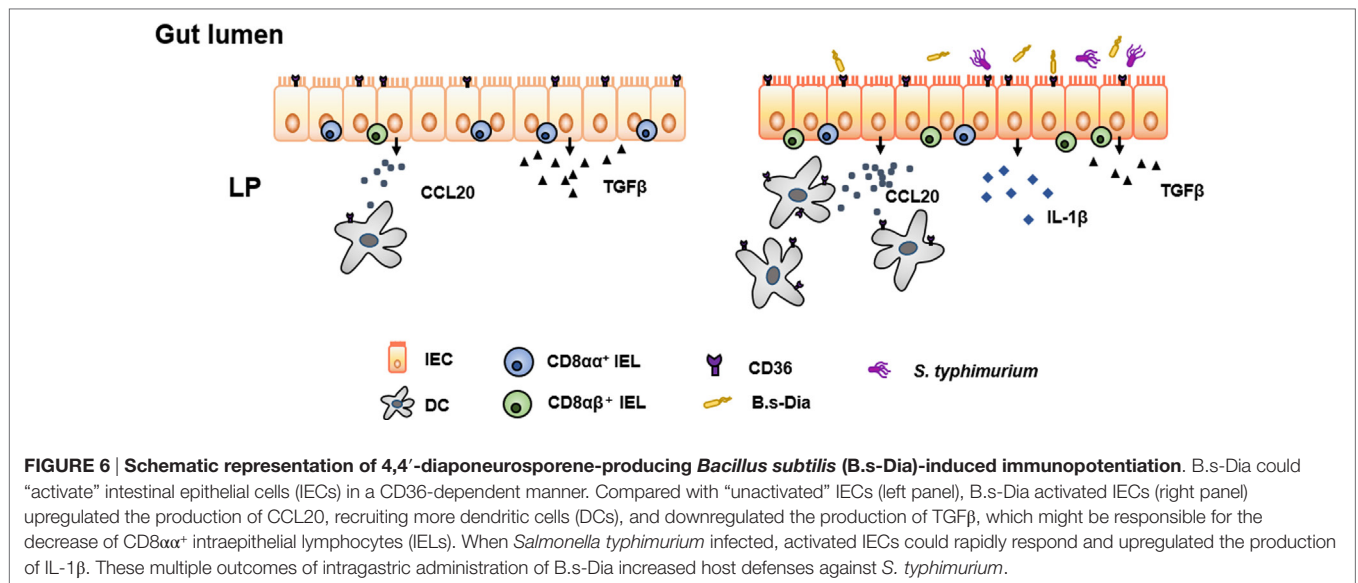 Gut lumen
LP
CCL20
TGFβ
CCL20
IL-1β
TGFβ
IEC
CD8αα⁺ IEL
CD36
S. typhimurium
DC
CD8αβ⁺ IEL
B.s-Dia
FIGURE 6 | Schematic representation of 4,4′-diaponeurosporene-producing Bacillus subtilis (B.s-Dia)-induced immunopotentiation. B.s-Dia could
“activate” intestinal epithelial cells (IECs) in a CD36-dependent manner. Compared with “unactivated” IECs (left panel), B.s-Dia activated IECs (right panel)
upregulated the production of CCL20, recruiting more dendritic cells (DCs), and downregulated the production of TGFβ, which might be responsible for the
decrease of CD8αα⁺ intraepithelial lymphocytes (IELs). When Salmonella typhimurium infected, activated IECs could rapidly respond and upregulated the production
of IL-1β. These multiple outcomes of intragastric administration of B.s-Dia increased host defenses against S. typhimurium.